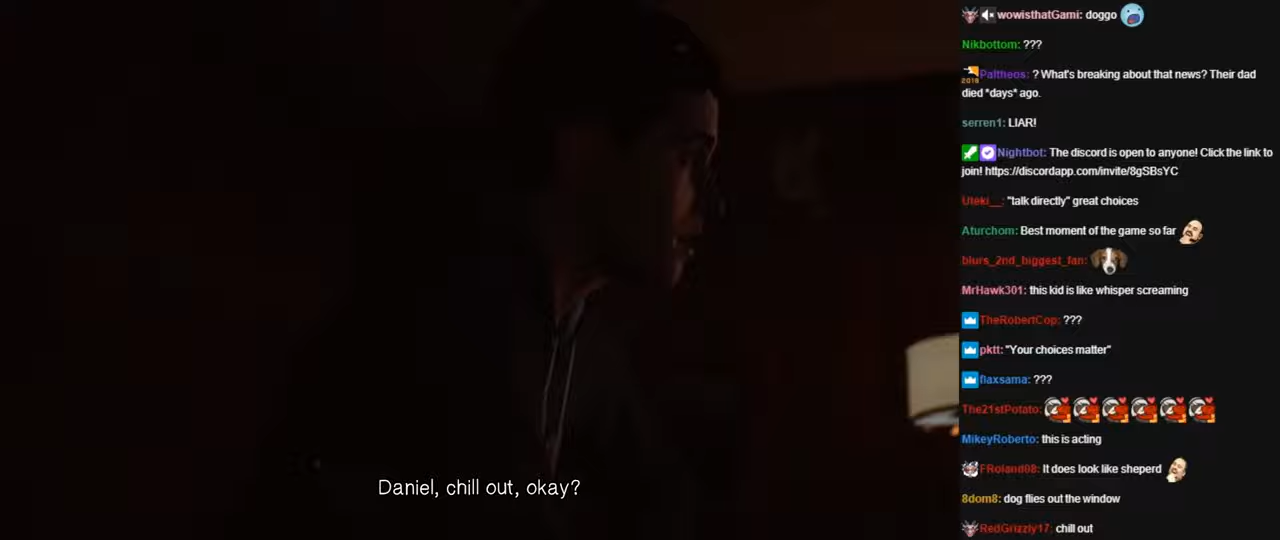 Daniel, chill out, okay?
wowisthatGami: doggo
Nikbottom: ???
2018 Paltheos: ? What's breaking about that news? Their dad
died *days* ago.
serren1: LIAR!
Nightbot: The discord is open to anyone! Click the link to
join! https://discordapp.com/invite/8gSBsYC
Uteki__: "talk directly" great choices
Aturchom: Best moment of the game so far
blurs_2nd_biggest_fan:
MrHawk301: this kid is like whisper screaming
TheRobertCop: ???
pktt: "Your choices matter"
flaxsama: ???
The21stPotato:
MikeyRoberto: this is acting
FRoland08: It does look like sheperd
8dom8: dog flies out the window
RedGrizzly17: chill out